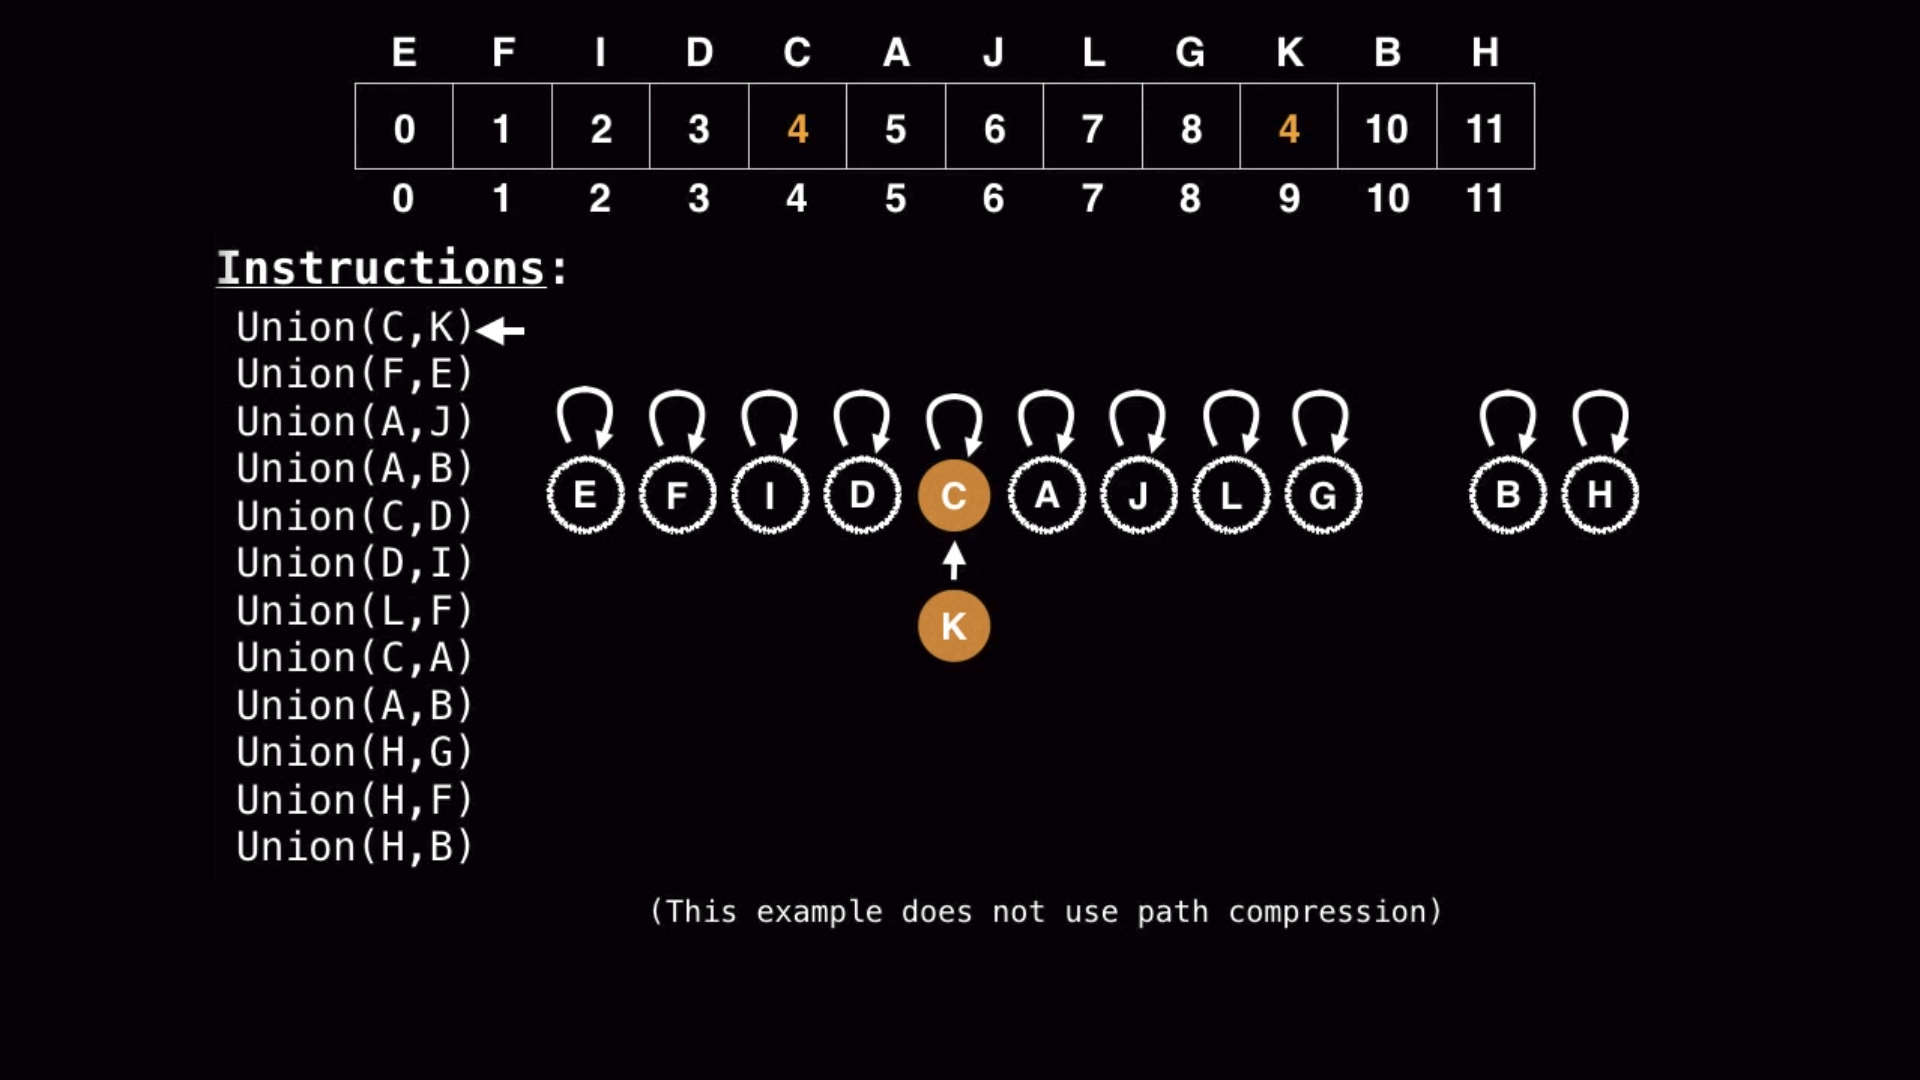 E F I D C A J L G K B H
0 1 2 3 4 5 6 7 8 4 10 11
0 1 2 3 4 5 6 7 8 9 10 11
Instructions:
Union(C,K)
Union(F,E)
Union(A,J)
Union(A,B)
Union(C,D)
Union(D,I)
Union(L,F)
Union(C,A)
Union(A,B)
Union(H,G)
Union(H,F)
Union(H,B)
E F I D C A J L G B H
K
(This example does not use path compression)